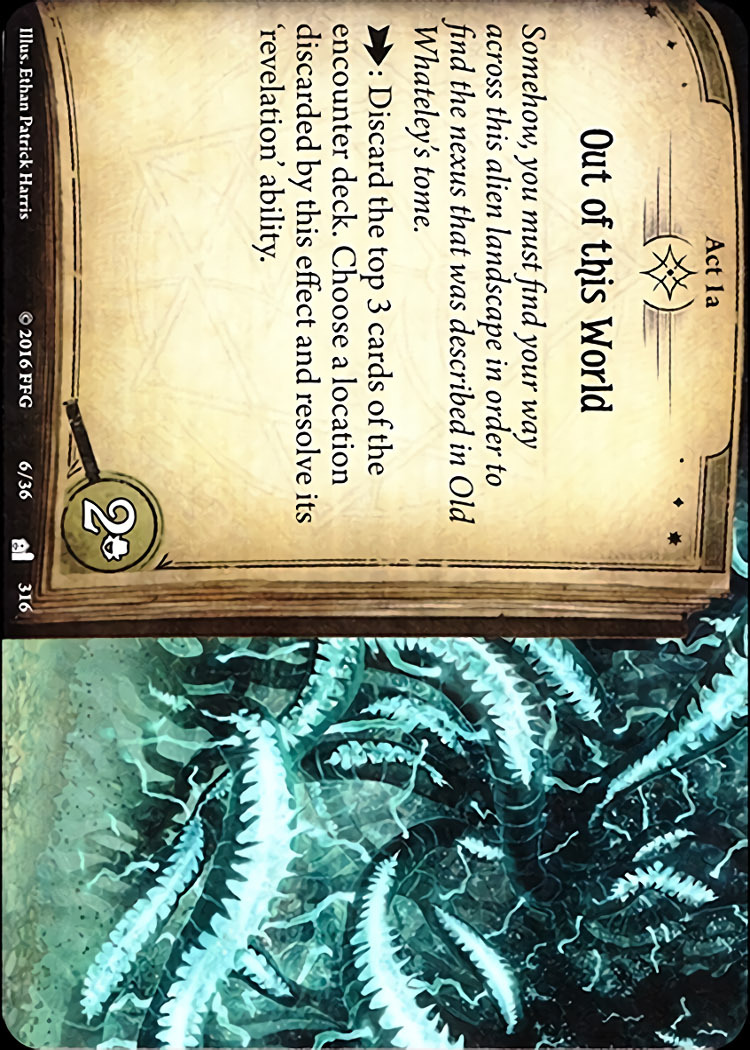 Act 1a
Out of this World
Somehow, you must find your way
across this alien landscape in order to
find the nexus that was described in Old
Whateley's tome.
: Discard the top 3 cards of the
encounter deck. Choose a location
discarded by this effect and resolve its
‘revelation’ ability.
2
Illus. Ethan Patrick Harris © 2016 FFG 6/36 316